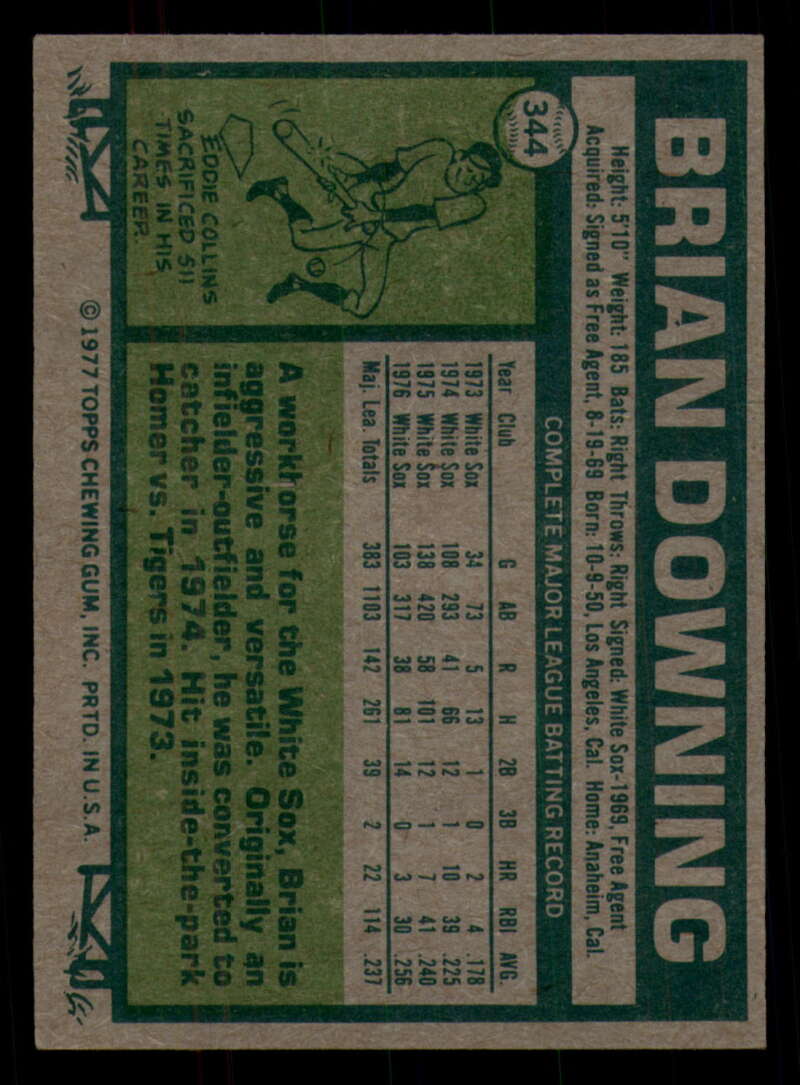 344
BRIAN DOWNING
Height: 5'10" Weight: 185 Bats: Right Throws: Right Signed: White Sox-1969, Free Agent
Acquired: Signed as Free Agent, 8-19-69 Born: 10-9-50, Los Angeles, Cal. Home: Anaheim, Cal.
COMPLETE MAJOR LEAGUE BATTING RECORD
Year Club G AB R H 2B 3B HR RBI AVG.
1973 White Sox 34 73 5 13 1 0 2 4 .178
1974 White Sox 108 293 41 66 12 1 10 39 .225
1975 White Sox 138 420 58 101 12 1 7 41 .240
1976 White Sox 103 317 38 81 14 0 3 30 .256
Maj. Lea. Totals 383 1103 142 261 39 2 22 114 .237
EDDIE COLLINS
SACRIFICED 511
TIMES IN HIS
CAREER.
A workhorse for the White Sox, Brian is
aggressive and versatile. Originally an
infielder-outfielder, he was converted to
catcher in 1974. Hit inside-the-park
Homer vs. Tigers in 1973.
© 1977 TOPPS CHEWING GUM, INC. PRTD. IN U.S.A.